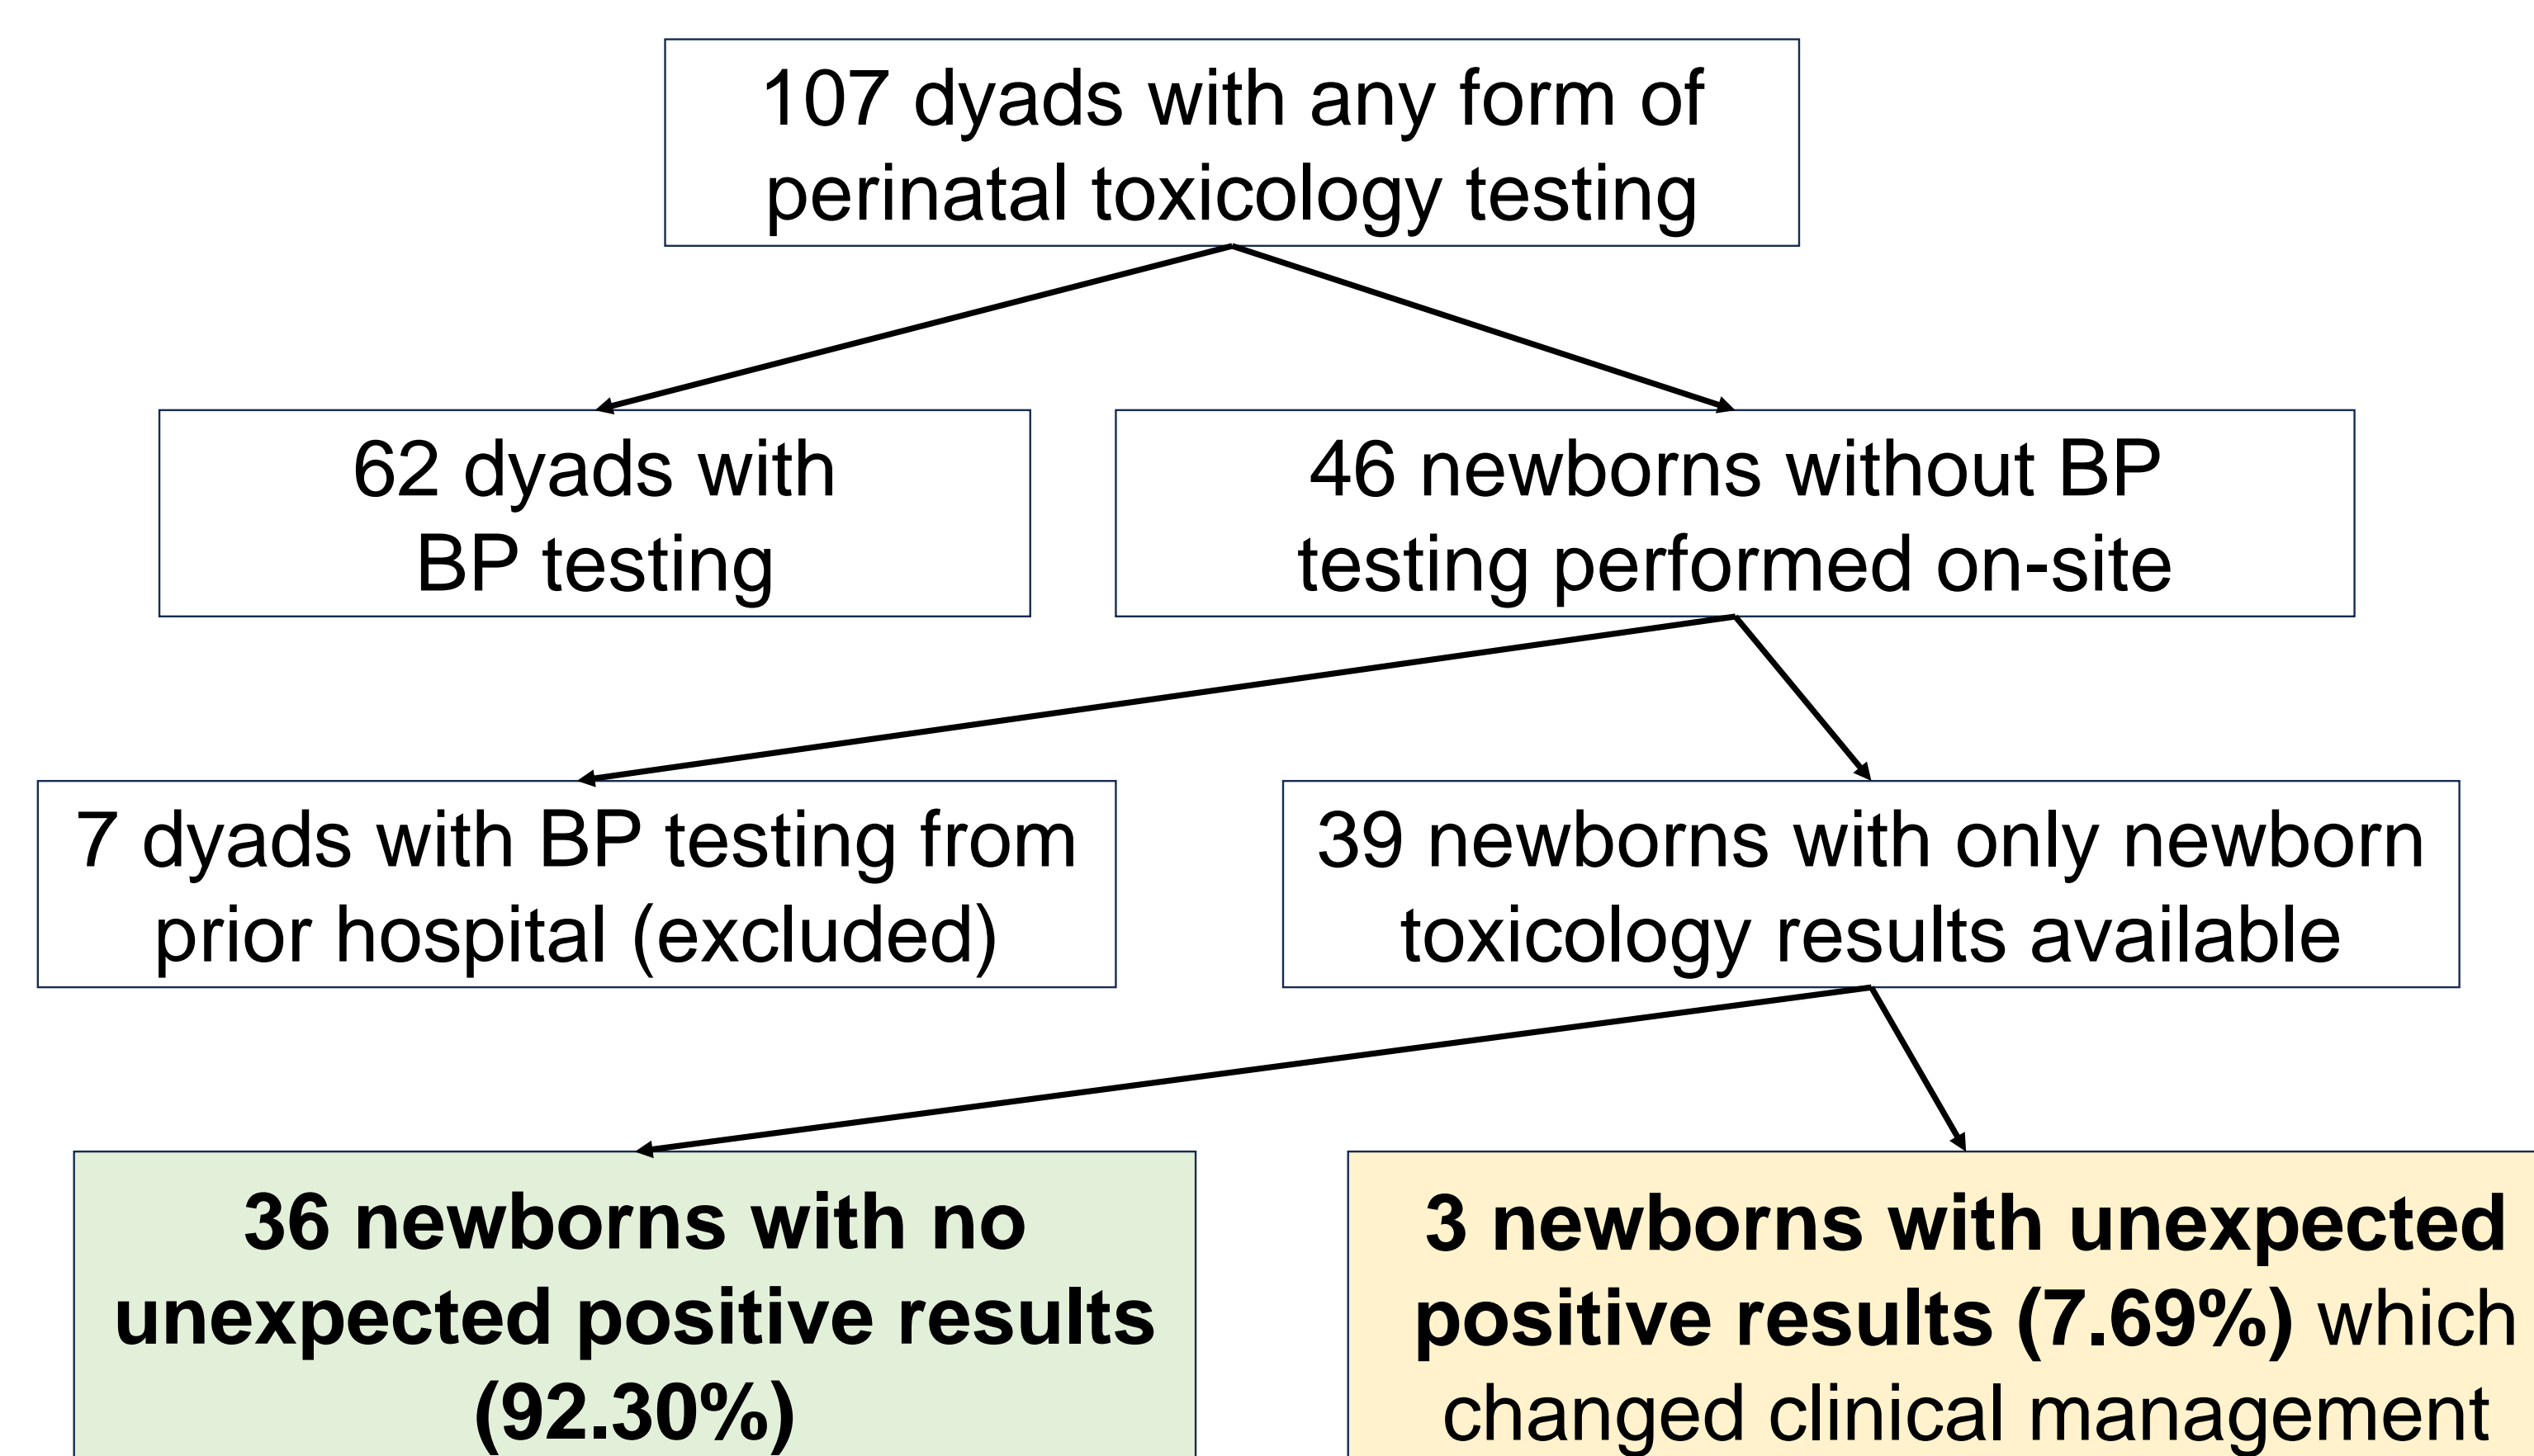 107 dyads with any form of
perinatal toxicology testing
62 dyads with
BP testing
46 newborns without BP
testing performed on-site
7 dyads with BP testing from
prior hospital (excluded)
39 newborns with only newborn
toxicology results available
36 newborns with no
unexpected positive results
(92.30%)
3 newborns with unexpected
positive results (7.69%) which
changed clinical management